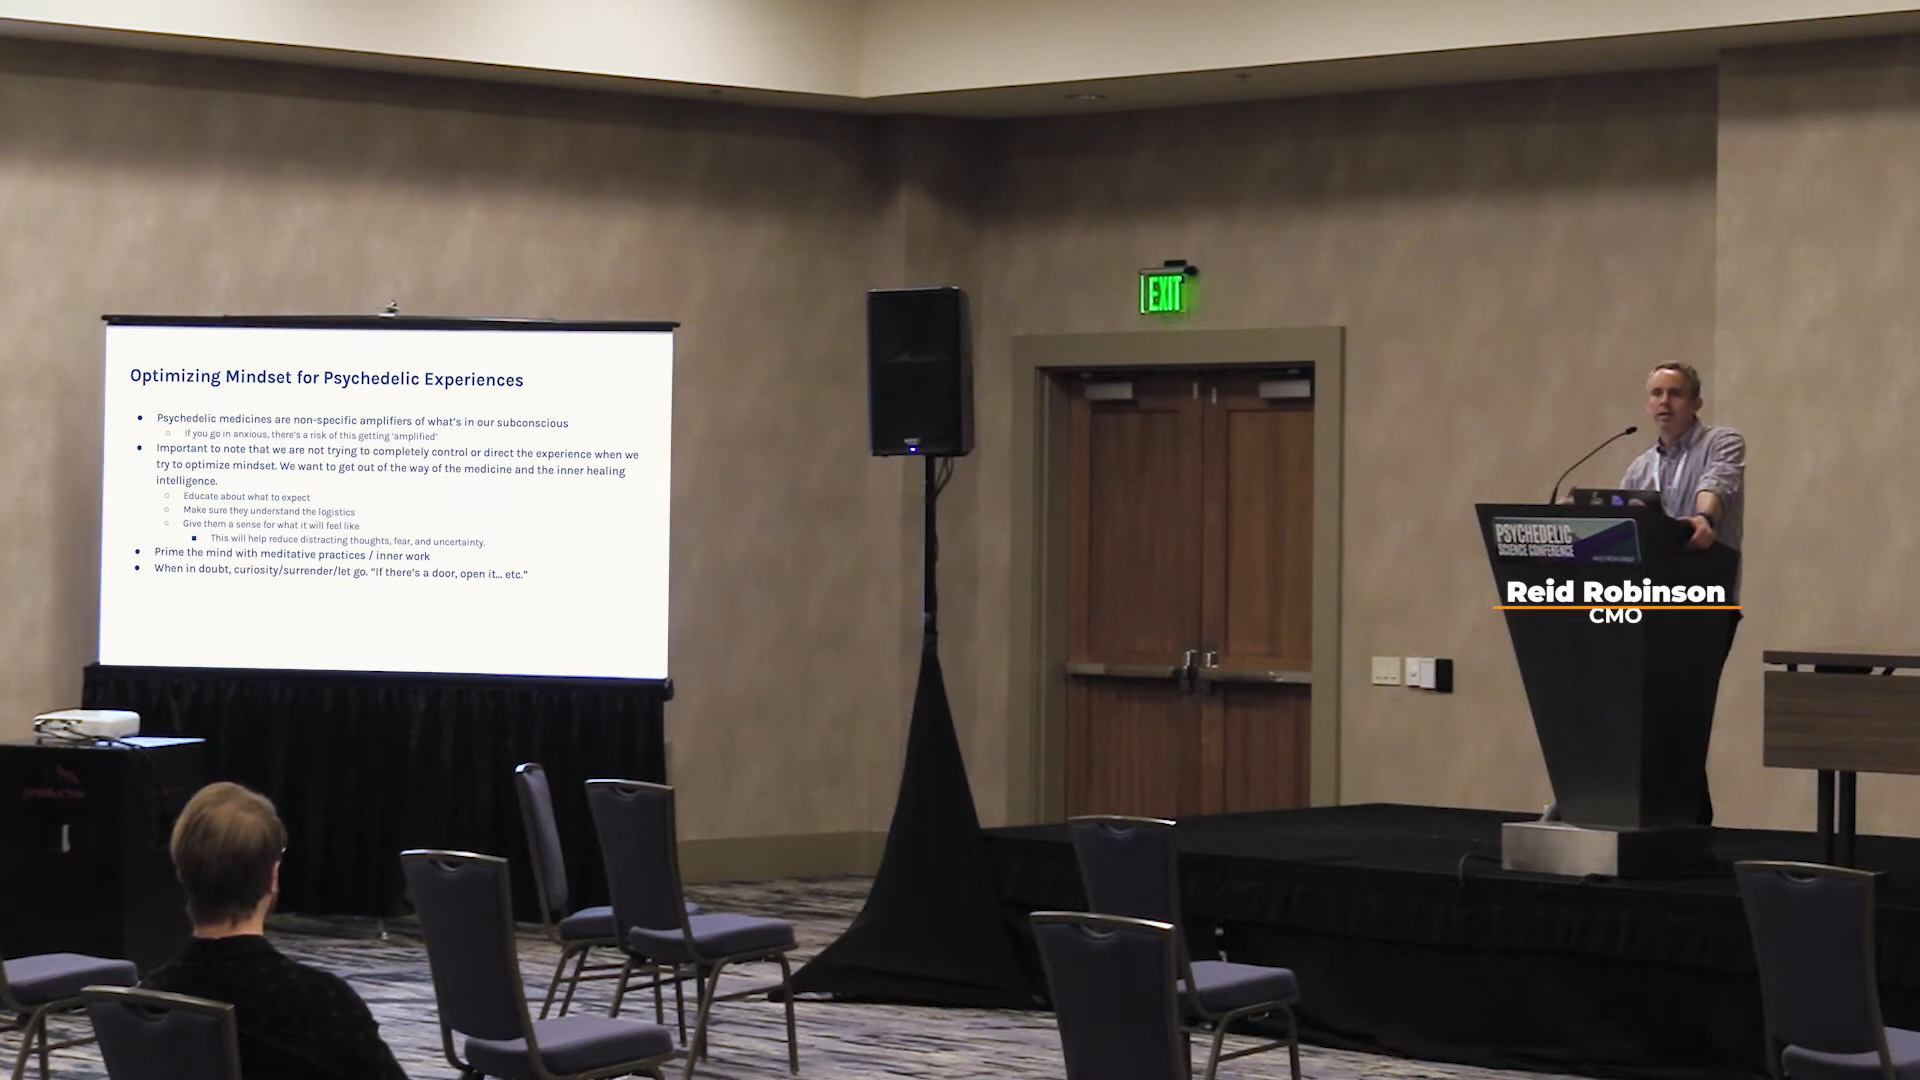 Optimizing Mindset for Psychedelic Experiences
● Psychedelic medicines are non-specific amplifiers of what's in our subconscious
○ If you go in anxious, there's a risk of this getting 'amplified'
● Important to note that we are not trying to completely control or direct the experience when we
try to optimize mindset. We want to get out of the way of the medicine and the inner healing
intelligence.
○ Educate about what to expect
○ Make sure they understand the logistics
○ Give them a sense for what it will feel like
■ This will help reduce distracting thoughts, fear, and uncertainty.
● Prime the mind with meditative practices / inner work
● When in doubt, curiosity/surrender/let go. "If there's a door, open it... etc."
EXIT
PSYCHEDELIC
SCIENCE CONFERENCE
Reid Robinson
CMO